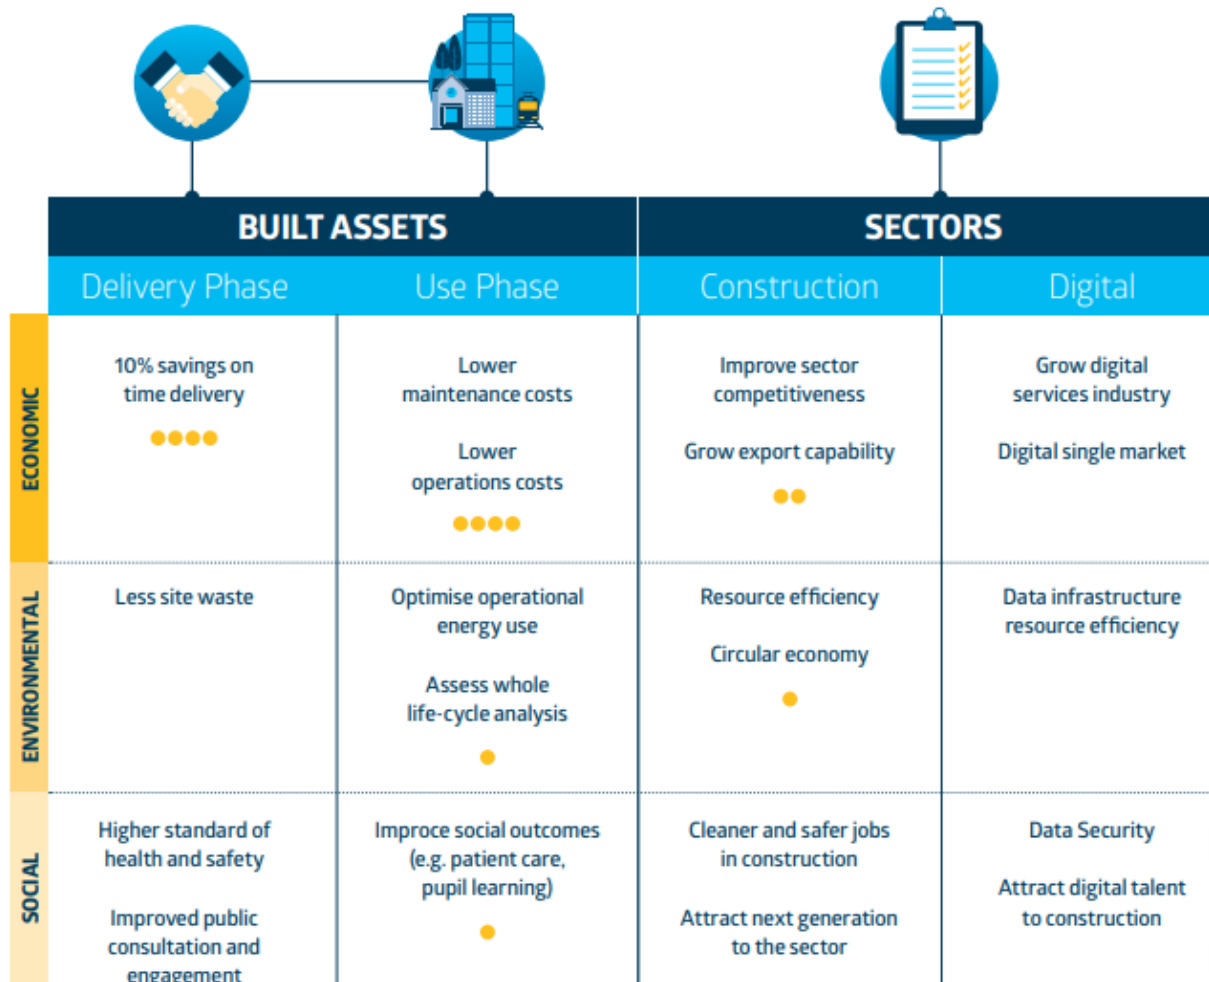 BUILT ASSETS
SECTORS
Delivery Phase
Use Phase
Construction
Digital
ECONOMIC
10% savings on
time delivery
Lower
maintenance costs
Lower
operations costs
Improve sector
competitiveness
Grow export capability
Grow digital
services industry
Digital single market
ENVIRONMENTAL
Less site waste
Optimise operational
energy use
Assess whole
life-cycle analysis
Resource efficiency
Circular economy
Data infrastructure
resource efficiency
SOCIAL
Higher standard of
health and safety
Improved public
consultation and
engagement
Improce social outcomes
(e.g. patient care,
pupil learning)
Cleaner and safer jobs
in construction
Attract next generation
to the sector
Data Security
Attract digital talent
to construction